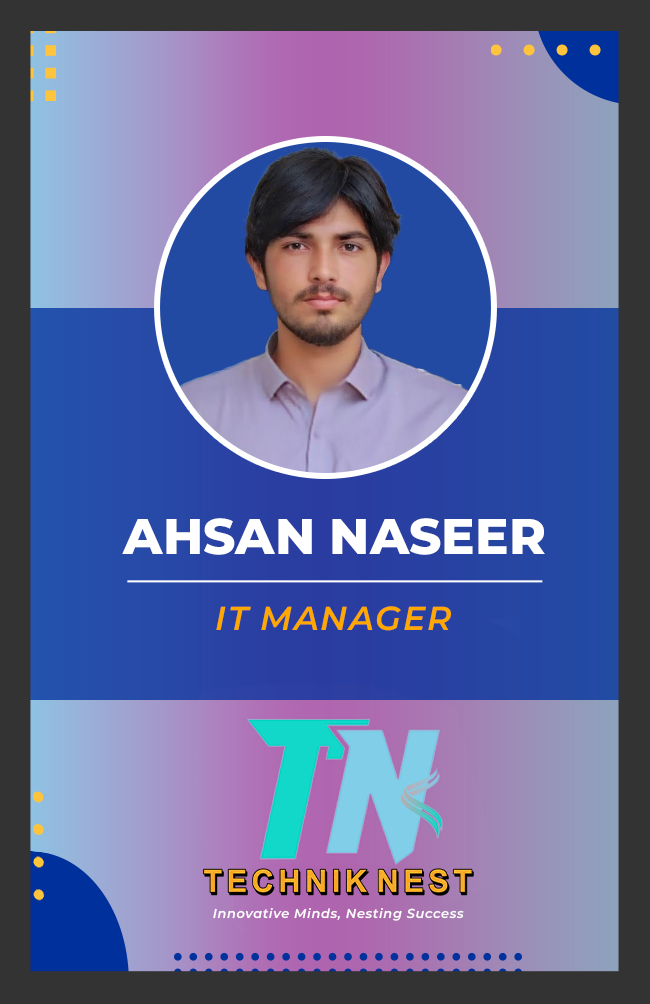 AHSAN NASEER
IT MANAGER
TN
TECHNIK NEST
Innovative Minds, Nesting Success